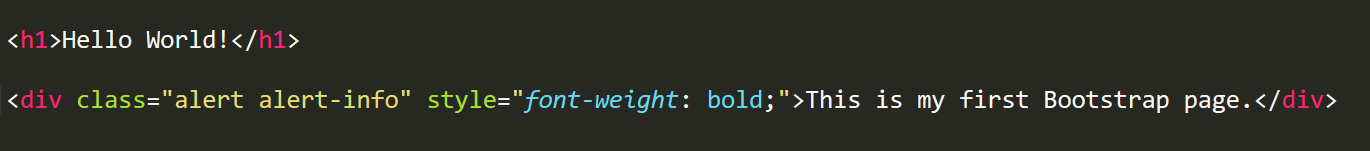 <h1>Hello World!</h1>
<div class="alert alert-info" style="font-weight: bold;">This is my first Bootstrap page.</div>